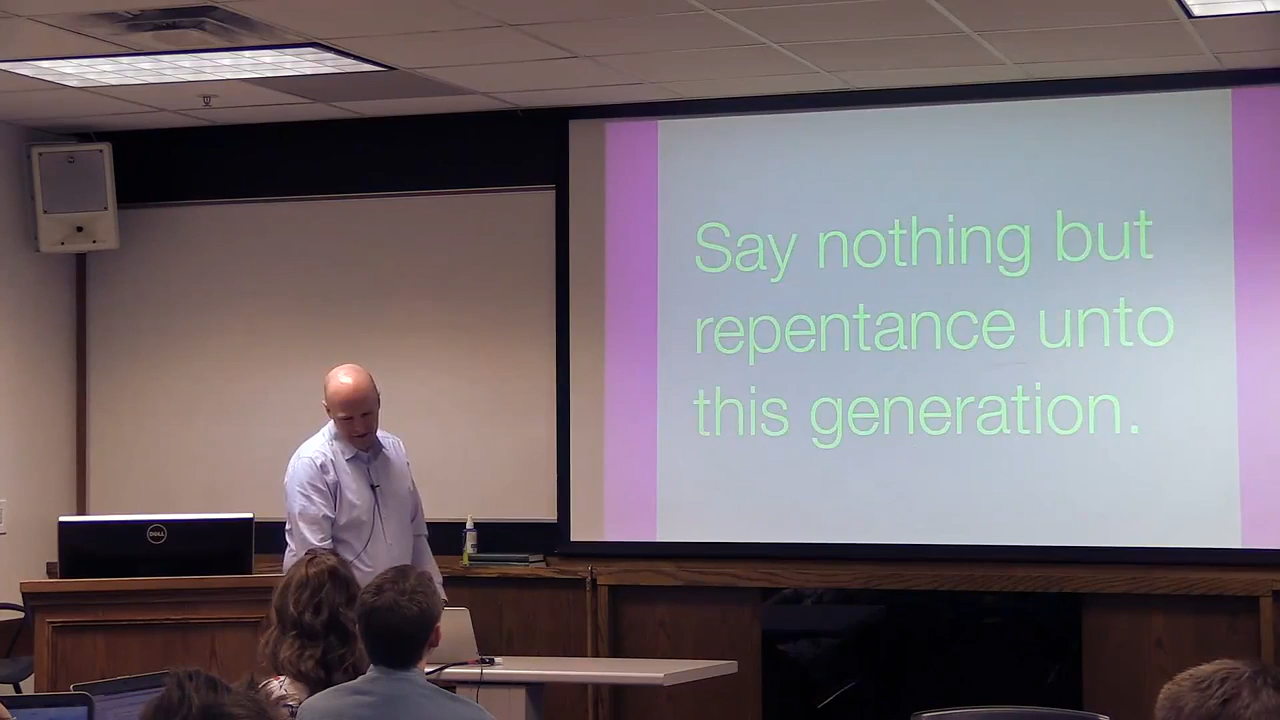 Say nothing but
repentance unto
this generation.
DELL